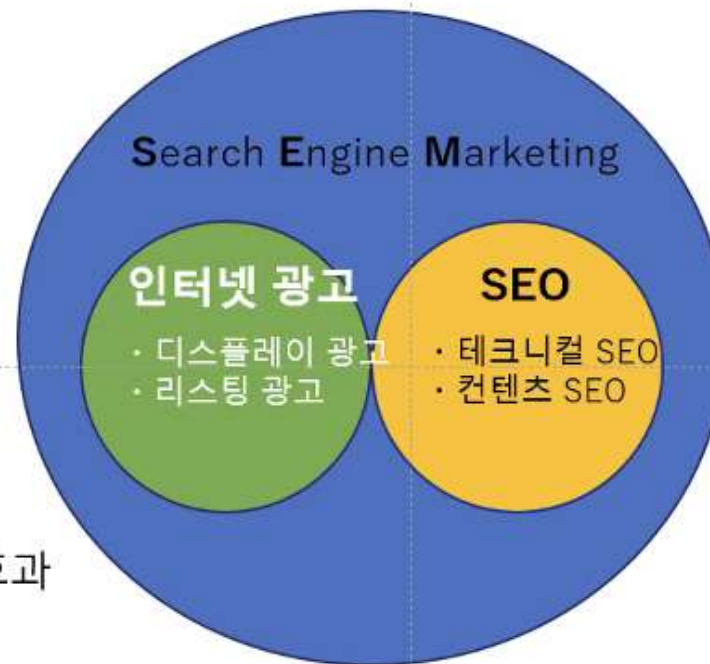 Search Engine Marketing
인터넷 광고
· 디스플레이 광고
· 리스팅 광고
SEO
· 테크니컬 SEO
· 컨텐츠 SEO
과